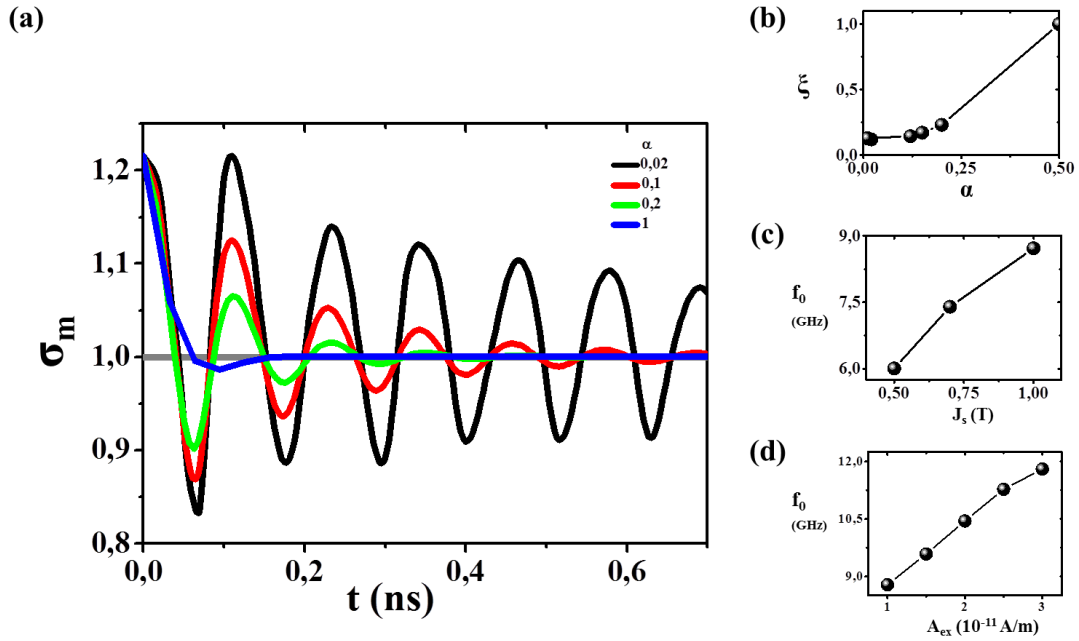 (a)
σm
1,2
1,1
1,0
0,9
0,8
0,0
0,2
0,4
0,6
t (ns)
α
0,02
0,1
0,2
1
(b)
ξ
1,0
0,5
0,0
0,00
0,25
0,50
α
(c)
f0
(GHz)
9,0
7,5
6,0
0,50
0,75
1,00
Js (T)
(d)
f0
(GHz)
12,0
10,5
9,0
1
2
3
Aex (10-11 A/m)